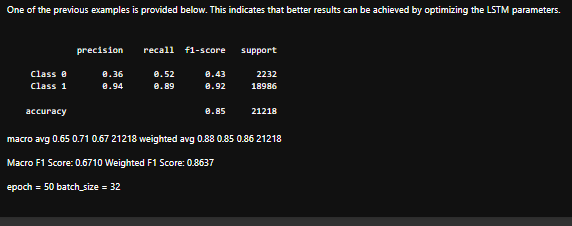 One of the previous examples is provided below. This indicates that better results can be achieved by optimizing the LSTM parameters.
precision recall f1-score support
Class 0 0.36 0.52 0.43 2232
Class 1 0.94 0.89 0.92 18986
accuracy 0.85 21218
macro avg 0.65 0.71 0.67 21218 weighted avg 0.88 0.85 0.86 21218
Macro F1 Score: 0.6710 Weighted F1 Score: 0.8637
epoch = 50 batch_size = 32